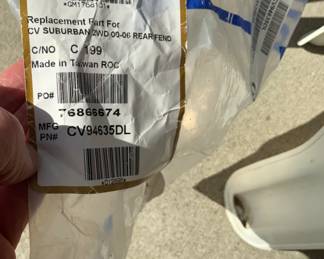 Replacement Part For
CV SUBURBAN 2WD 00-06 REAR FEND
C/NO C 199
Made in Taiwan ROC
PO#
76866674
MFG
PN# CV94635DL